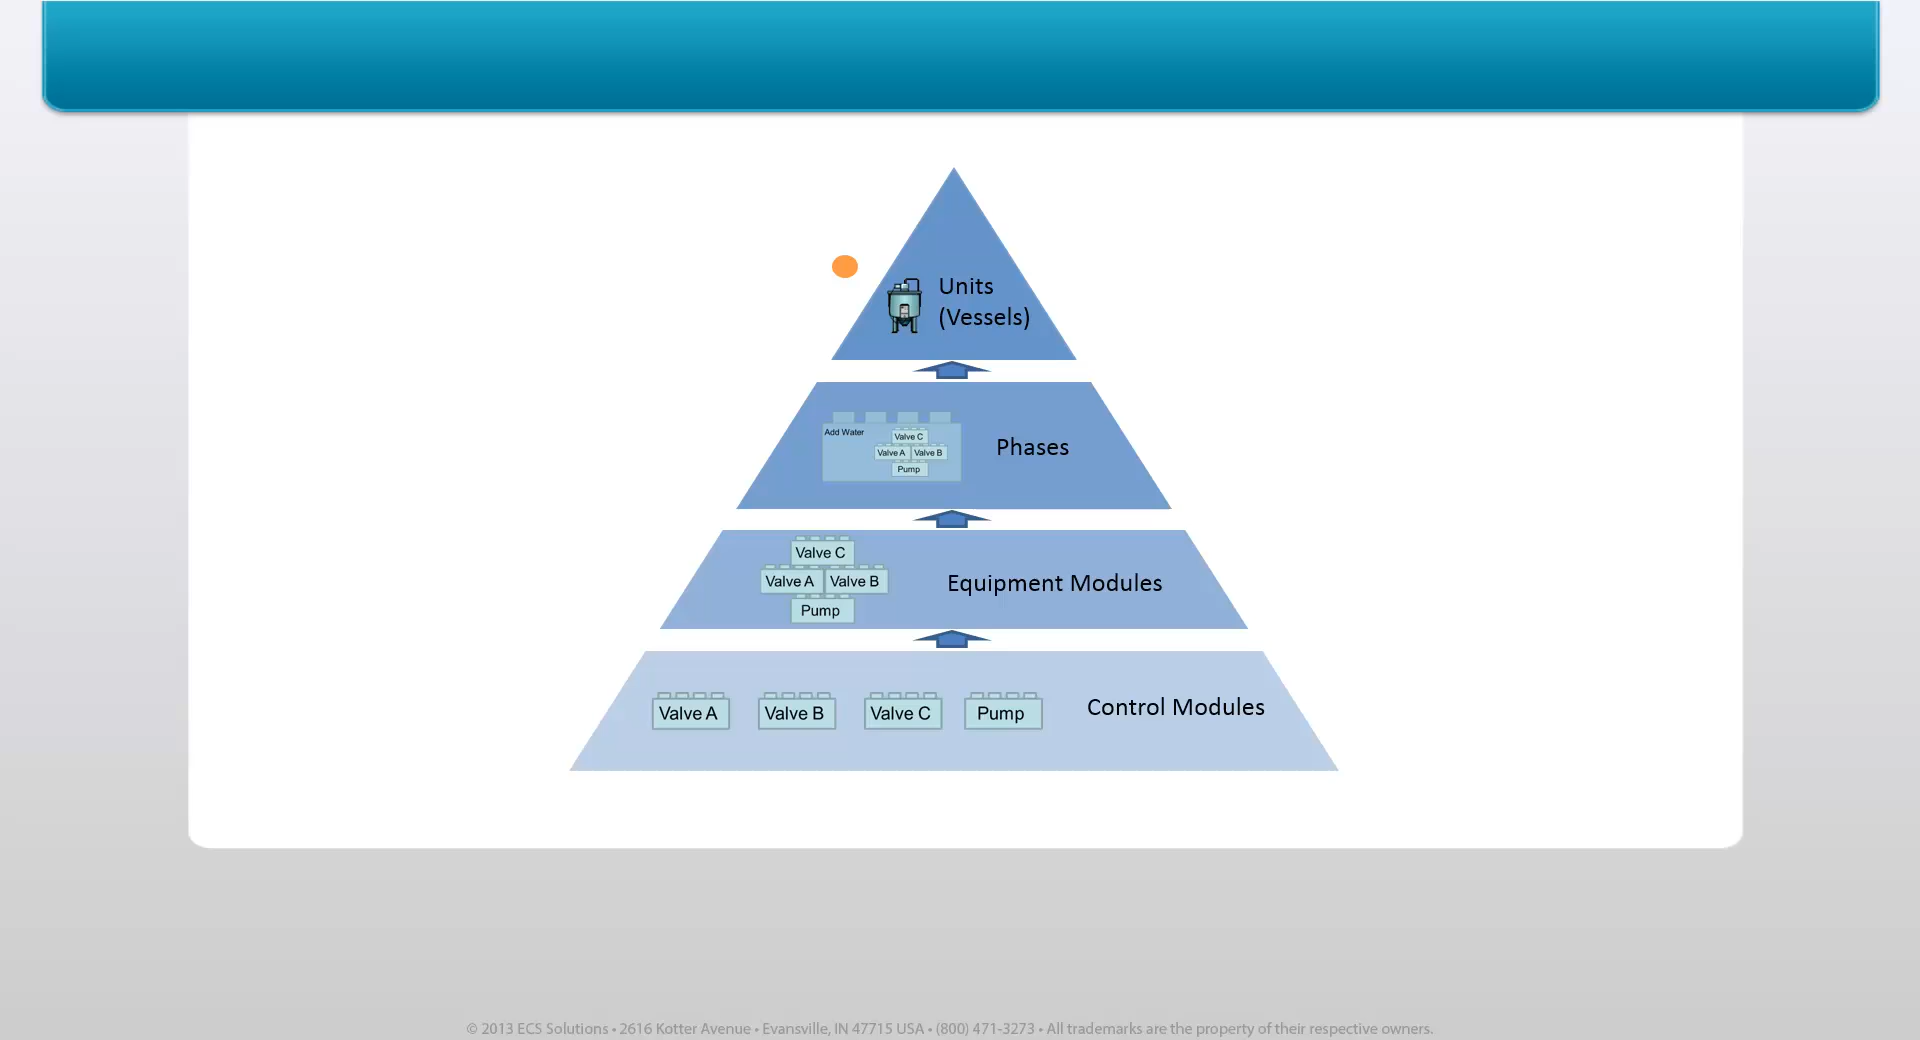 Units
(Vessels)
Add Water
Valve C
Valve A Valve B
Pump
Phases
Valve C
Valve A Valve B
Pump
Equipment Modules
Valve A Valve B Valve C Pump
Control Modules
© 2013 ECS Solutions • 2616 Kotter Avenue • Evansville, IN 47715 USA • (800) 471-3273 • All trademarks are the property of their respective owners.